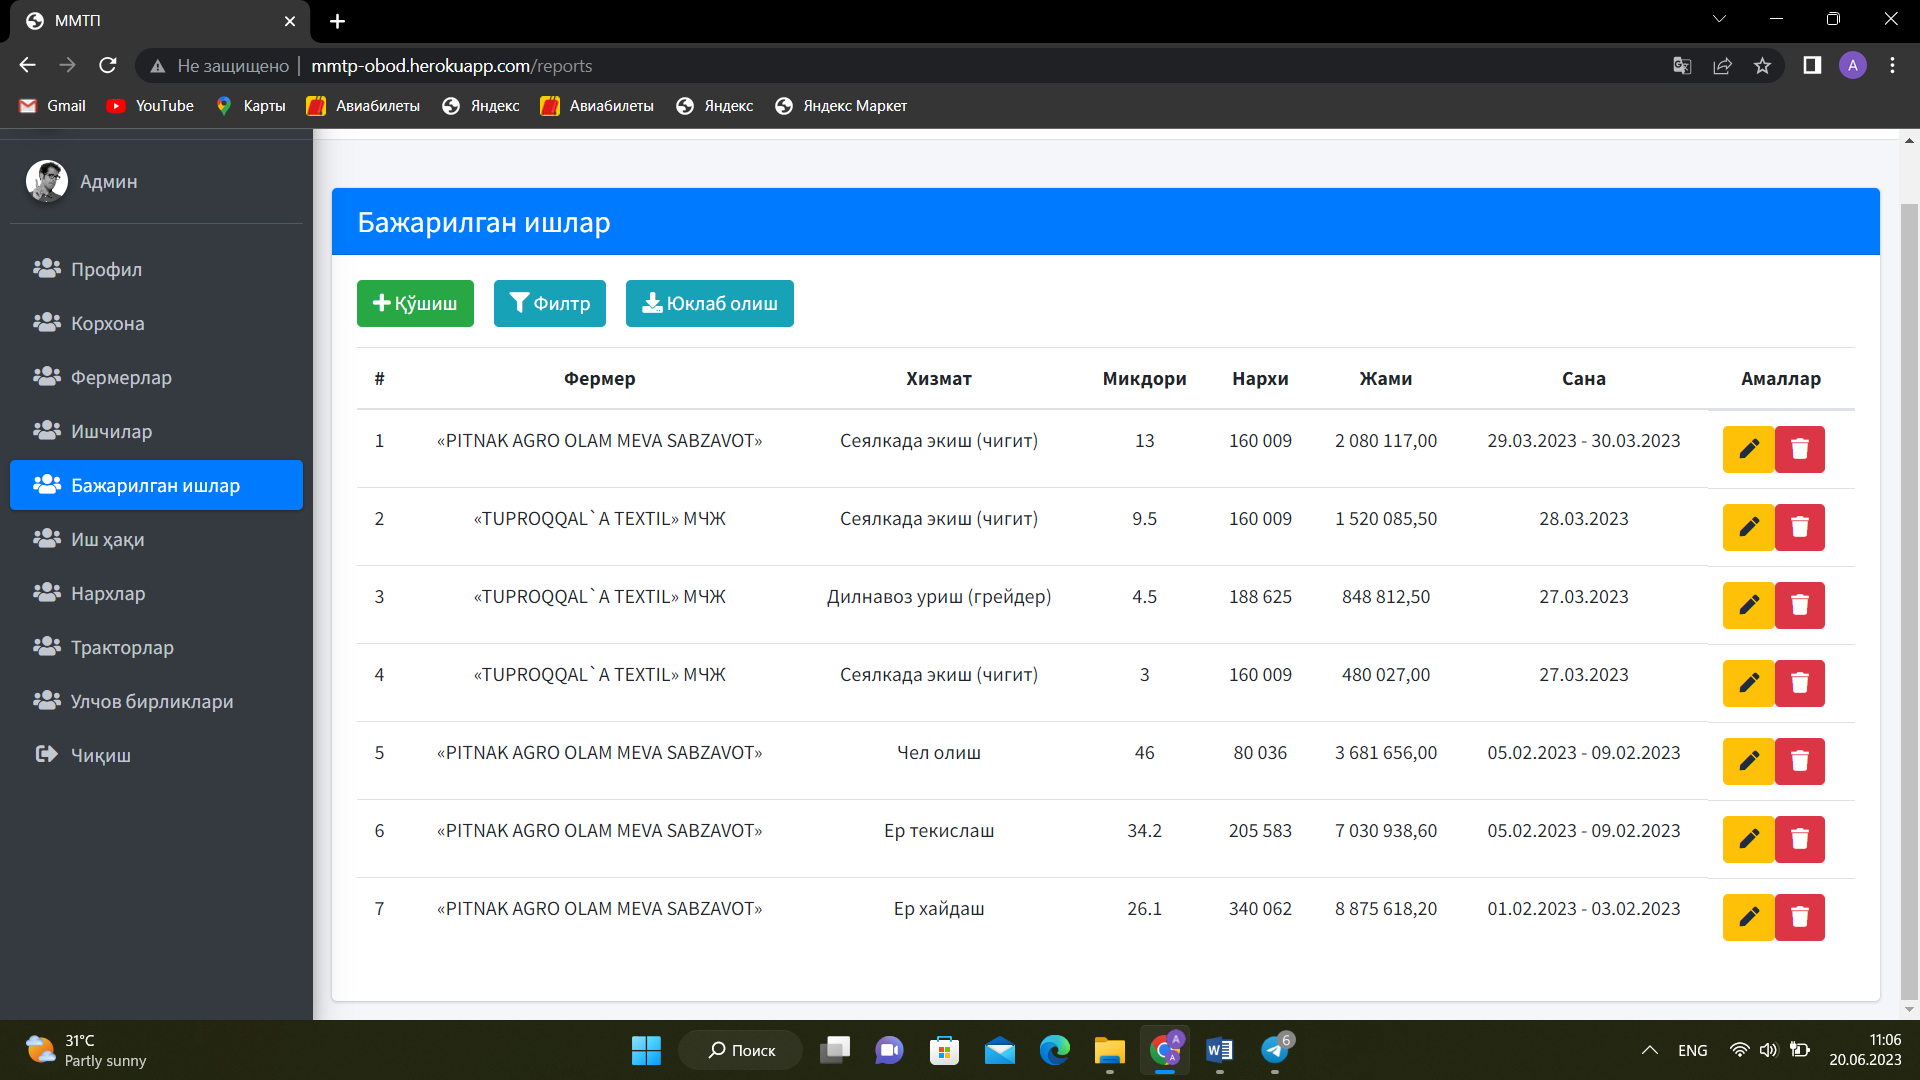 ММТП
Не защищено mmtp-obod.herokuapp.com/reports
A
Gmail YouTube Карты Авиабилеты Яндекс Авиабилеты Яндекс Яндекс Маркет
Админ
Профил
Корхона
Фермерлар
Ишчилар
Бажарилган ишлар
Иш ҳақи
Нархлар
Тракторлар
Улчов бирликлари
Чиқиш
Бажарилган ишлар
Қўшиш Филтр Юклаб олиш
# Фермер Хизмат Микдори Нархи Жами Сана Амаллар
1 «PITNAK AGRO OLAM MEVA SABZAVOT» Сеялкада экиш (чигит) 13 160 009 2 080 117,00 29.03.2023 - 30.03.2023
2 «TUPROQQAL`A TEXTIL» МЧЖ Сеялкада экиш (чигит) 9.5 160 009 1 520 085,50 28.03.2023
3 «TUPROQQAL`A TEXTIL» МЧЖ Дилнавоз уриш (грейдер) 4.5 188 625 848 812,50 27.03.2023
4 «TUPROQQAL`A TEXTIL» МЧЖ Сеялкада экиш (чигит) 3 160 009 480 027,00 27.03.2023
5 «PITNAK AGRO OLAM MEVA SABZAVOT» Чел олиш 46 80 036 3 681 656,00 05.02.2023 - 09.02.2023
6 «PITNAK AGRO OLAM MEVA SABZAVOT» Ер текислаш 34.2 205 583 7 030 938,60 05.02.2023 - 09.02.2023
7 «PITNAK AGRO OLAM MEVA SABZAVOT» Ер хайдаш 26.1 340 062 8 875 618,20 01.02.2023 - 03.02.2023
31°C
Partly sunny
Поиск
A
A
6
ENG
11:06
20.06.2023